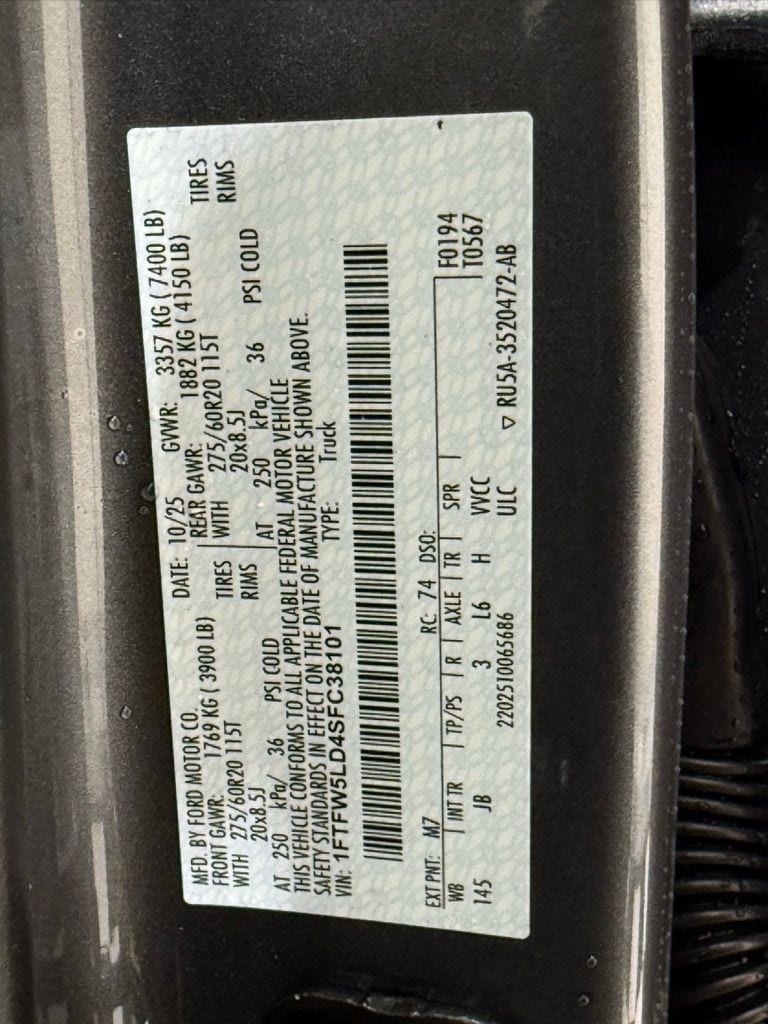 MFD. BY FORD MOTOR CO.
DATE: 10/25 GVWR: 3357 KG ( 7400 LB)
FRONT GAWR: 1769 KG ( 3900 LB)
REAR GAWR: 1882 KG ( 4150 LB)
WITH 275/60R20 115T TIRES
WITH 275/60R20 115T TIRES
20x8.5J RIMS
20x8.5J RIMS
AT 250 kPa/ 36 PSI COLD
AT 250 kPa/ 36 PSI COLD
THIS VEHICLE CONFORMS TO ALL APPLICABLE FEDERAL MOTOR VEHICLE
SAFETY STANDARDS IN EFFECT ON THE DATE OF MANUFACTURE SHOWN ABOVE.
VIN: 1FTFW5LD4SFC38101 TYPE: Truck
EXT PNT: M7 RC: 74 DSO: F0194
WB INT TR TP/PS R AXLE TR SPR T0567
145 JB 3 L6 H VVCC
2202510065686 ULC ▽ RU5A-3520472-AB